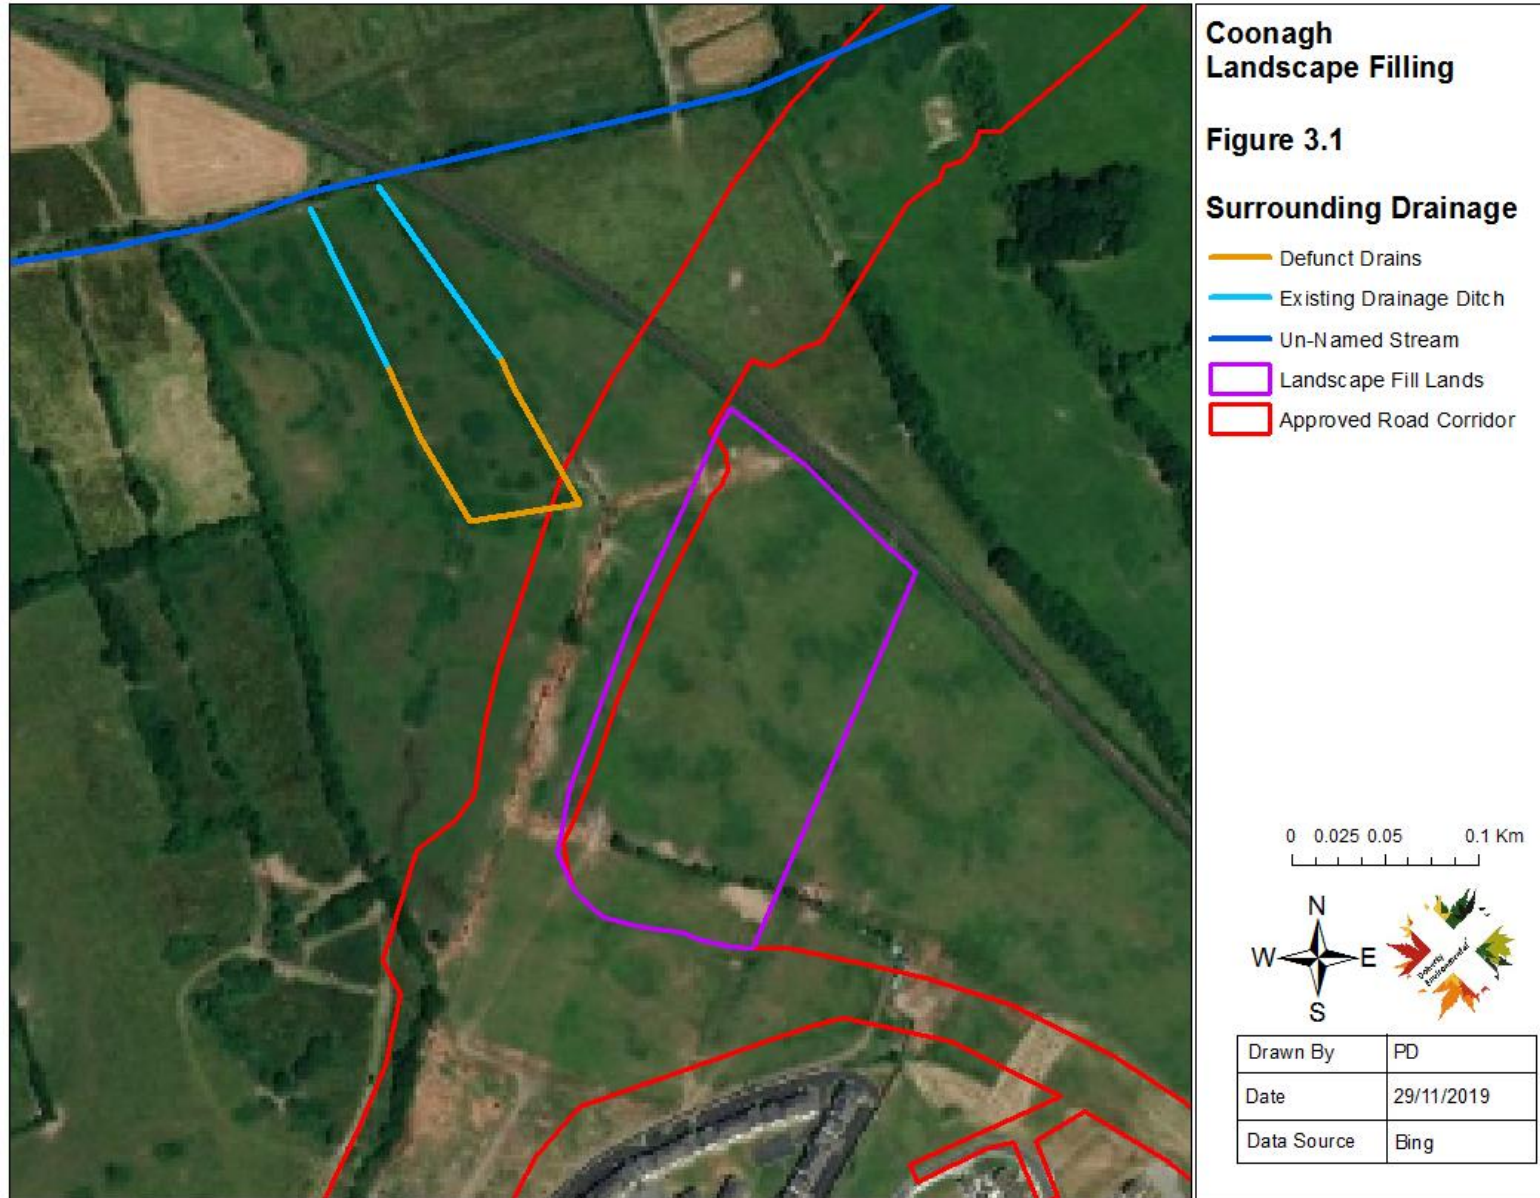 Coonagh
Landscape Filling
Figure 3.1
Surrounding Drainage
Defunct Drains
Existing Drainage Ditch
Un-Named Stream
Landscape Fill Lands
Approved Road Corridor
0 0.025 0.05 0.1 Km
N
W E
S
Doherty
Environmental
Drawn By PD
Date 29/11/2019
Data Source Bing